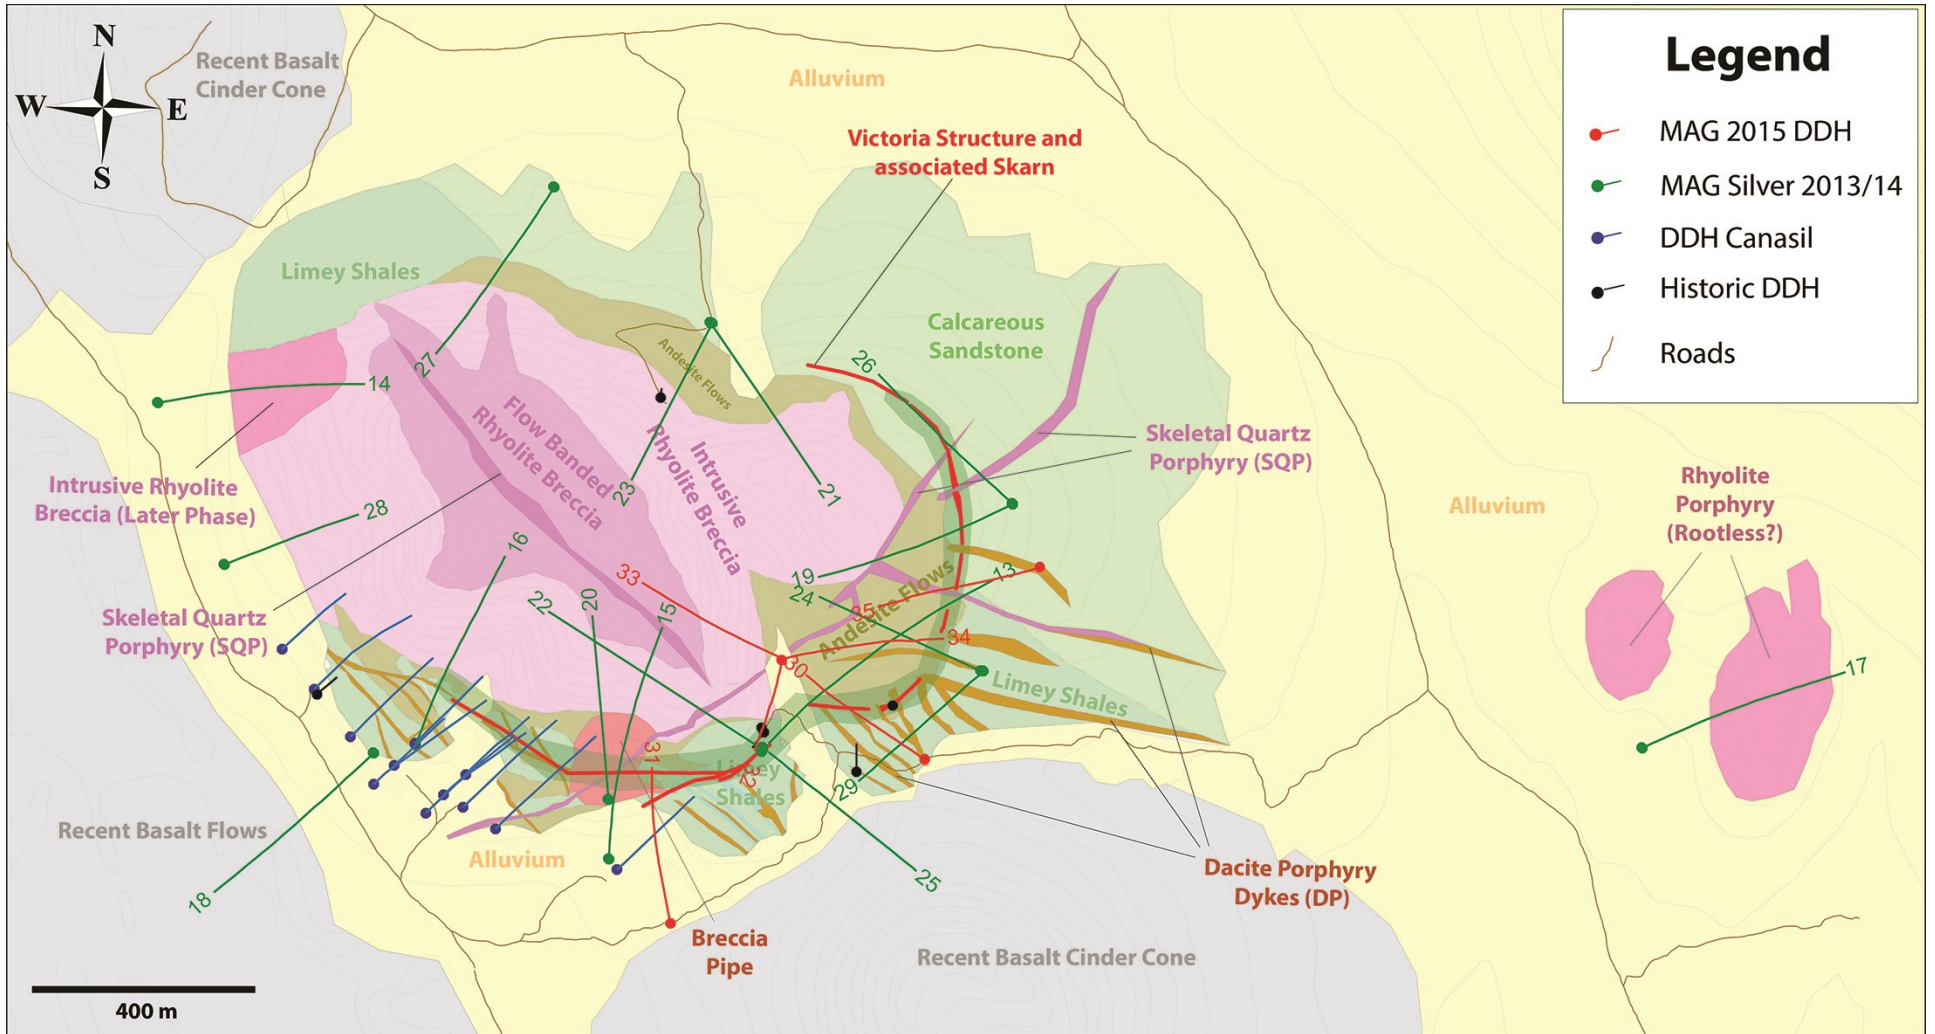 N
W
E
S
Recent Basalt
Cinder Cone
Alluvium
Victoria Structure and
associated Skarn
Legend
MAG 2015 DDH
MAG Silver 2013/14
DDH Canasil
Historic DDH
Roads
Limey Shales
Calcareous
Sandstone
Andesite Flows
27
14
26
Flow Banded
Rhyolite Breccia
Intrusive
Rhyolite Breccia
23
21
Skeletal Quartz
Porphyry (SQP)
Intrusive Rhyolite
Breccia (Later Phase)
28
16
Alluvium
Rhyolite
Porphyry
(Rootless?)
33
19
24
13
22
20
15
35
Andesite Flows
34
Skeletal Quartz
Porphyry (SQP)
30
Limey Shales
17
31
32
Limey
Shales
29
Recent Basalt Flows
Alluvium
18
25
Dacite Porphyry
Dykes (DP)
Breccia
Pipe
Recent Basalt Cinder Cone
400 m